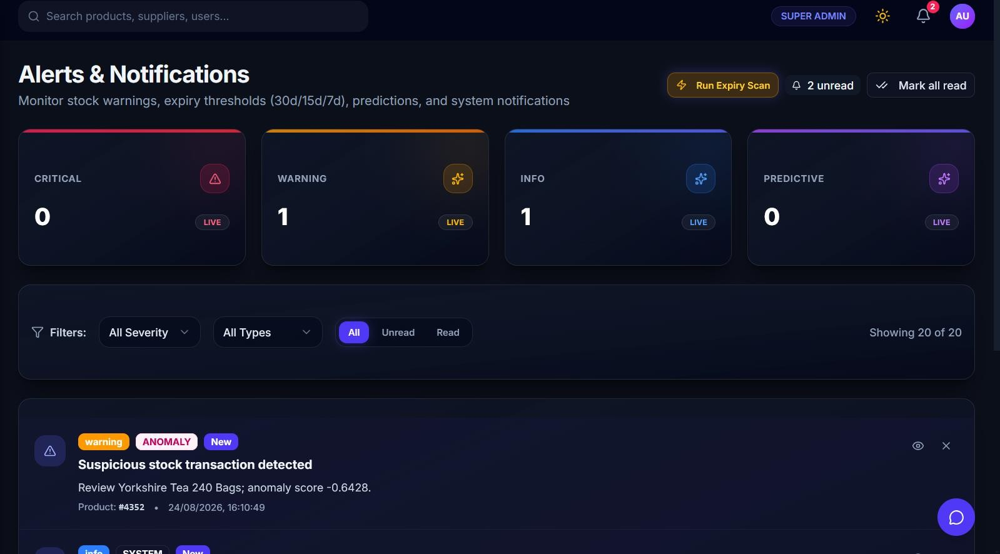 Search products, suppliers, users...
SUPER ADMIN
2
AU
Alerts & Notifications
Monitor stock warnings, expiry thresholds (30d/15d/7d), predictions, and system notifications
Run Expiry Scan
2 unread
Mark all read
CRITICAL
0
LIVE
WARNING
1
LIVE
INFO
1
LIVE
PREDICTIVE
0
LIVE
Filters:
All Severity
All Types
All
Unread
Read
Showing 20 of 20
warning
ANOMALY
New
Suspicious stock transaction detected
Review Yorkshire Tea 240 Bags; anomaly score -0.6428.
Product: #4352 • 24/08/2026, 16:10:49
info
SYSTEM
New